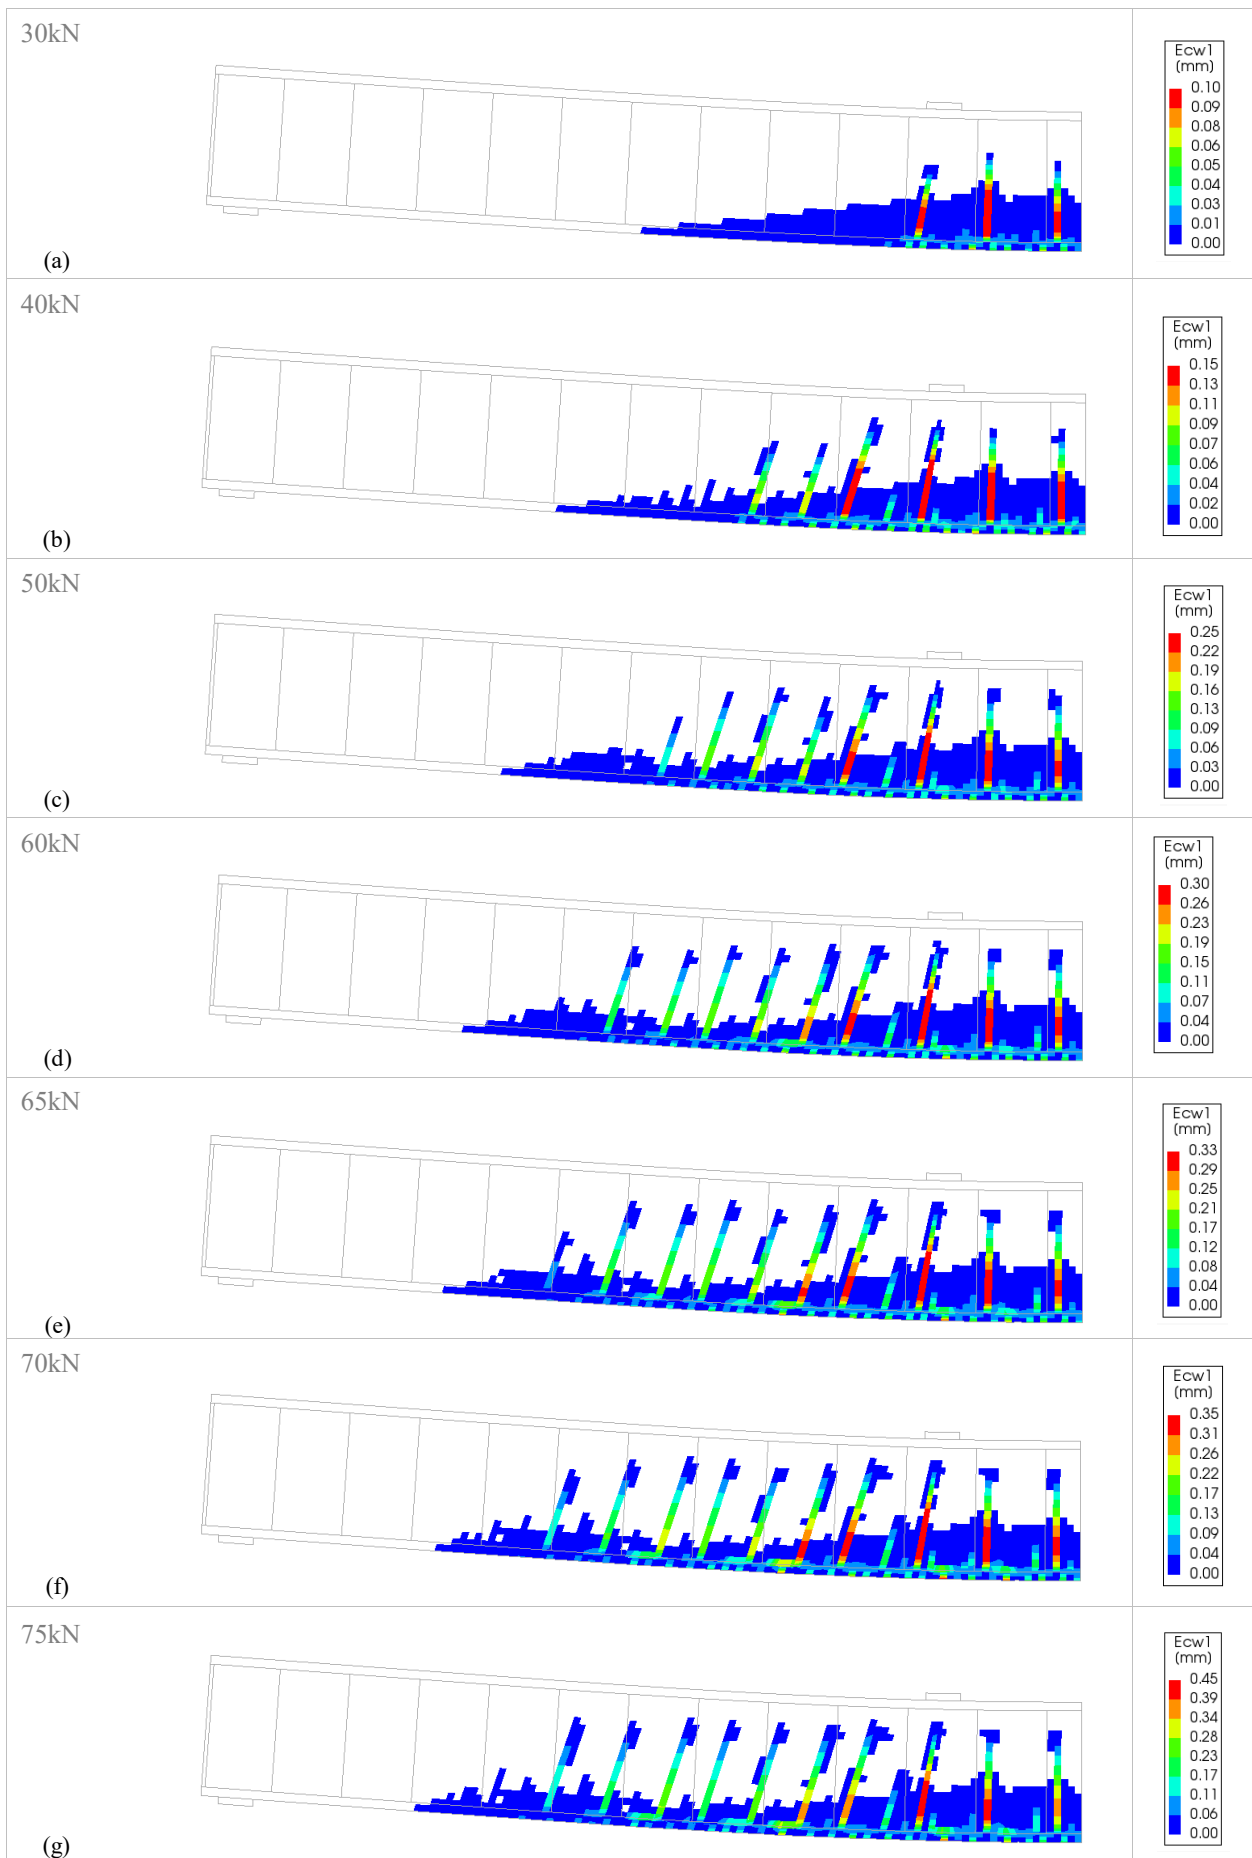 30kN
Ecw1
(mm)
0.10
0.09
0.08
0.06
0.05
0.04
0.03
0.01
0.00
(a)
40kN
Ecw1
(mm)
0.15
0.13
0.11
0.09
0.07
0.06
0.04
0.02
0.00
(b)
50kN
Ecw1
(mm)
0.25
0.22
0.19
0.16
0.13
0.09
0.06
0.03
0.00
(c)
60kN
Ecw1
(mm)
0.30
0.26
0.23
0.19
0.15
0.11
0.07
0.04
0.00
(d)
65kN
Ecw1
(mm)
0.33
0.29
0.25
0.21
0.17
0.12
0.08
0.04
0.00
(e)
70kN
Ecw1
(mm)
0.35
0.31
0.26
0.22
0.17
0.13
0.09
0.04
0.00
(f)
75kN
Ecw1
(mm)
0.45
0.39
0.34
0.28
0.23
0.17
0.11
0.06
0.00
(g)